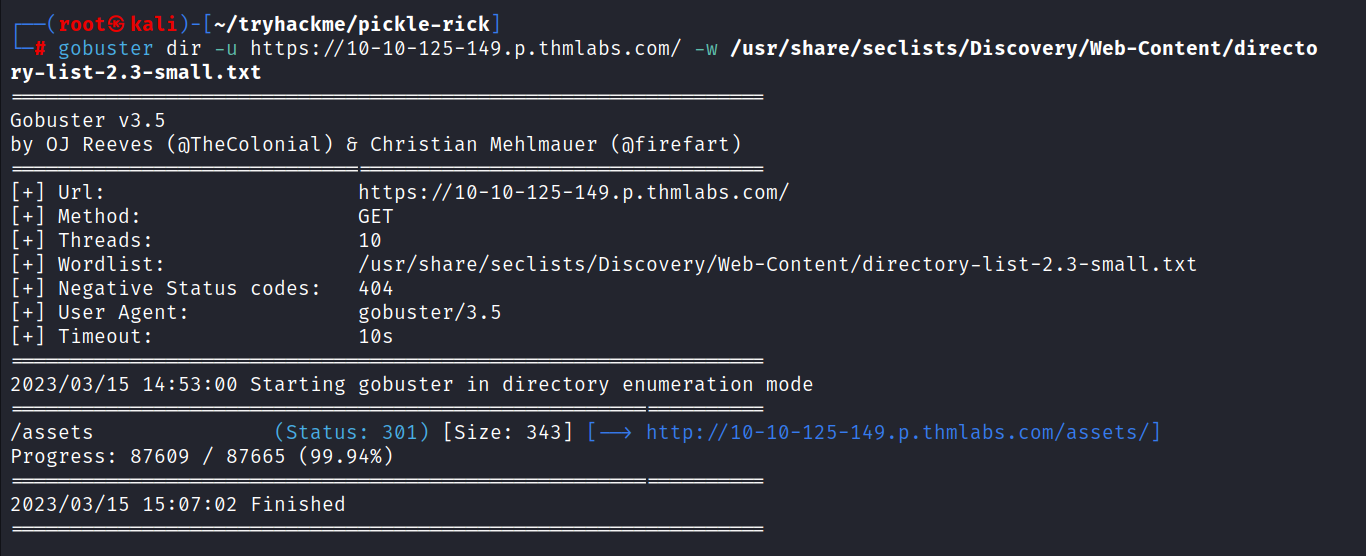 ┌──(root㉿kali)-[~/tryhackme/pickle-rick]
└─# gobuster dir -u https://10-10-125-149.p.thmlabs.com/ -w /usr/share/seclists/Discovery/Web-Content/directo
ry-list-2.3-small.txt
===============================================================
Gobuster v3.5
by OJ Reeves (@TheColonial) & Christian Mehlmauer (@firefart)
===============================================================
[+] Url:                     https://10-10-125-149.p.thmlabs.com/
[+] Method:                  GET
[+] Threads:                 10
[+] Wordlist:                /usr/share/seclists/Discovery/Web-Content/directory-list-2.3-small.txt
[+] Negative Status codes:   404
[+] User Agent:              gobuster/3.5
[+] Timeout:                 10s
===============================================================
2023/03/15 14:53:00 Starting gobuster in directory enumeration mode
===============================================================
/assets               (Status: 301) [Size: 343] [--> http://10-10-125-149.p.thmlabs.com/assets/]
Progress: 87609 / 87665 (99.94%)
===============================================================
2023/03/15 15:07:02 Finished
===============================================================